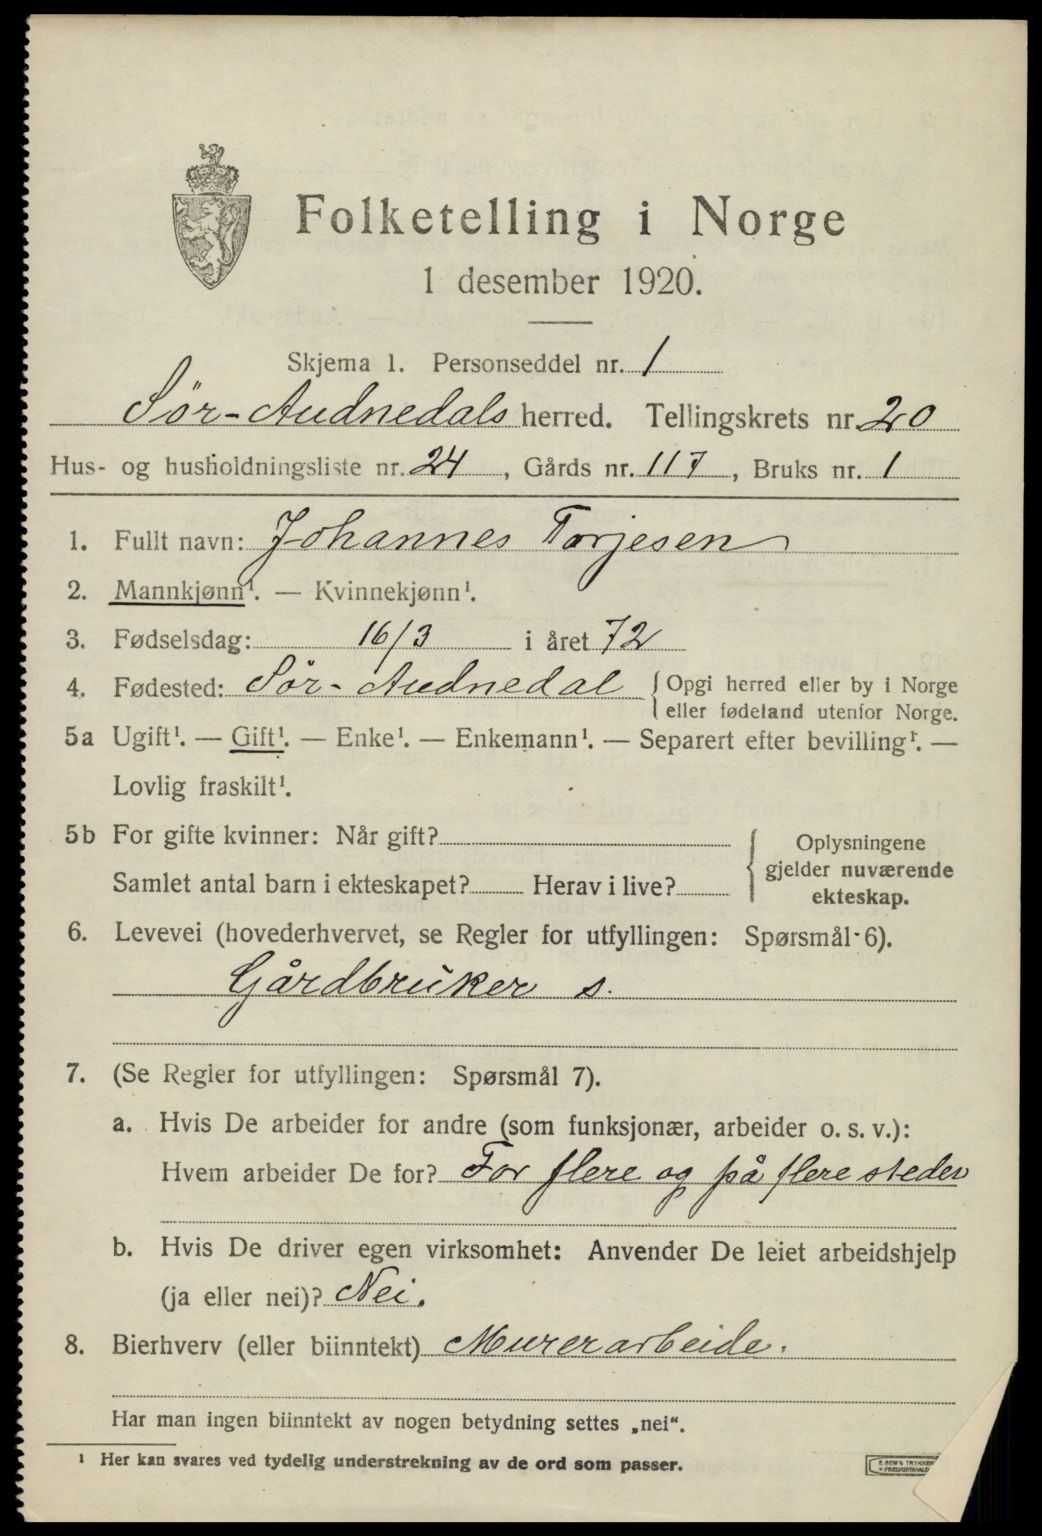 Folketelling i Norge
1 desember 1920.
Skjema 1. Personseddel nr. 1
Sør-Audnedals herred. Tellingskrets nr. 20
Hus- og husholdningsliste nr. 24, Gårds nr. 117, Bruks nr. 1
1. Fullt navn: Johannes Torjesen
2. Mannkjønn¹. — Kvinnekjønn¹.
3. Fødselsdag: 16/3 i året 72
4. Fødested: Sør-Audnedal { Opgi herred eller by i Norge
eller fødeland utenfor Norge.
5a Ugift¹. — Gift¹. — Enke¹. — Enkemann¹. — Separert efter bevilling¹. —
Lovlig fraskilt¹.
5b For gifte kvinner: Når gift?
Samlet antal barn i ekteskapet? Herav i live?
Oplysningene
gjelder nuværende
ekteskap.
6. Levevei (hovederhvervet, se Regler for utfyllingen: Spørsmål 6).
Gårdbruker s.
7. (Se Regler for utfyllingen: Spørsmål 7).
a. Hvis De arbeider for andre (som funksjonær, arbeider o. s. v.):
Hvem arbeider De for? For flere og på flere steder
b. Hvis De driver egen virksomhet: Anvender De leiet arbeidshjelp
(ja eller nei)? Nei.
8. Bierhverv (eller biinntekt) Murerarbeide.
Har man ingen biinntekt av nogen betydning settes „nei“.
¹ Her kan svares ved tydelig understrekning av de ord som passer.